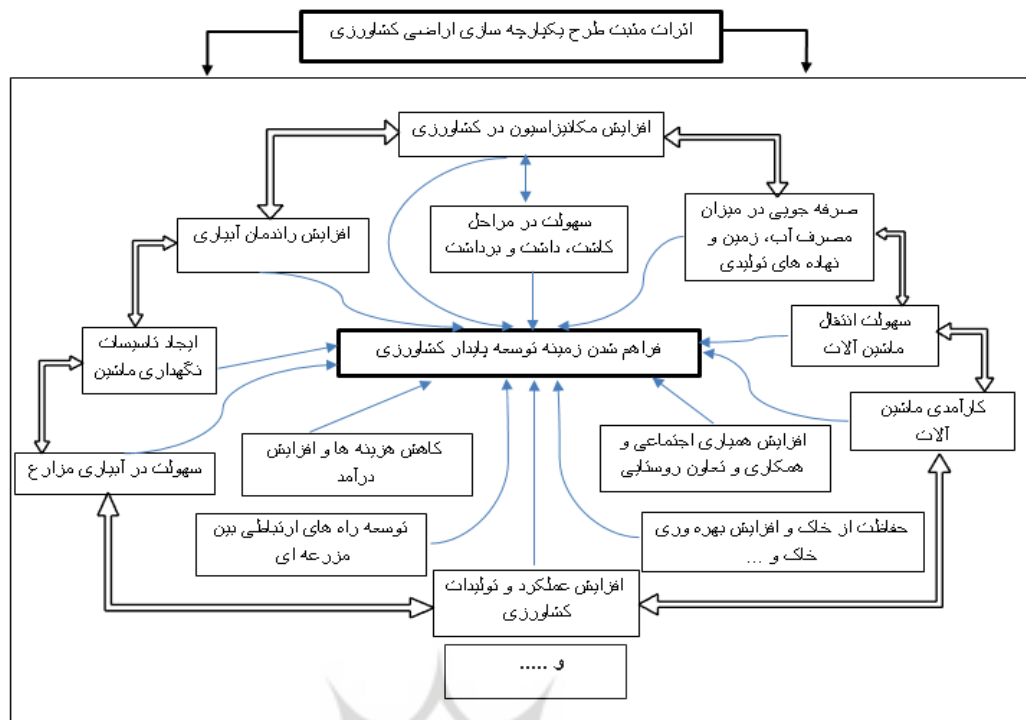 اثرات مثبت طرح یکپارچه سازی اراضی کشاورزی
افزایش مکانیزاسیون در کشاورزی
صرفه جویی در میزان
مصرف آب، زمین و
نهاده های تولیدی
سهولت در مراحل
کاشت، داشت و برداشت
افزایش راندمان آبیاری
سهولت انتقال
ماشین آلات
فراهم شدن زمینه توسعه پایدار کشاورزی
ایجاد تاسیسات
نگهداری ماشین
کارآمدی ماشین
آلات
افزایش همیاری اجتماعی و
همکاری و تعاون روستایی
کاهش هزینه ها و افزایش
درآمد
سهولت در آبیاری مزارع
حفاظت از خاک و افزایش بهره وری
خاک و ...
توسعه راه های ارتباطی بین
مزرعه ای
افزایش عملکرد و تولیدات
کشاورزی
و .....